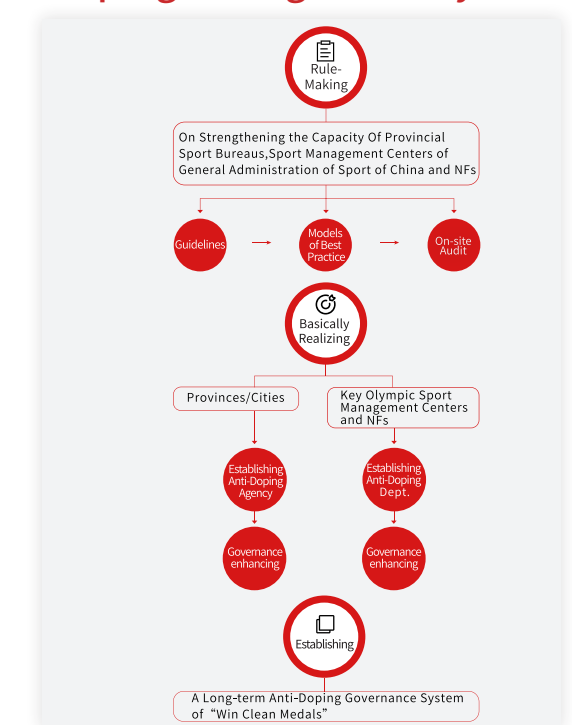 Rule-
Making
On Strengthening the Capacity Of Provincial
Sport Bureaus,Sport Management Centers of
General Administration of Sport of China and NFs
Guidelines
Models
of Best
Practice
On-site
Audit
Basically
Realizing
Provinces/Cities
Key Olympic Sport
Management Centers
and NFs
Establishing
Anti-Doping
Agency
Establishing
Anti-Doping
Dept.
Governance
enhancing
Governance
enhancing
Establishing
A Long-term Anti-Doping Governance System
of “Win Clean Medals”